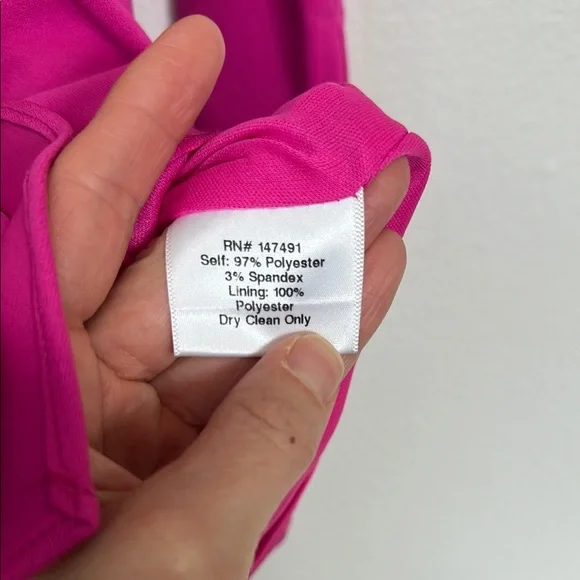 RN# 147491
Self: 97% Polyester
3% Spandex
Lining: 100%
Polyester
Dry Clean Only